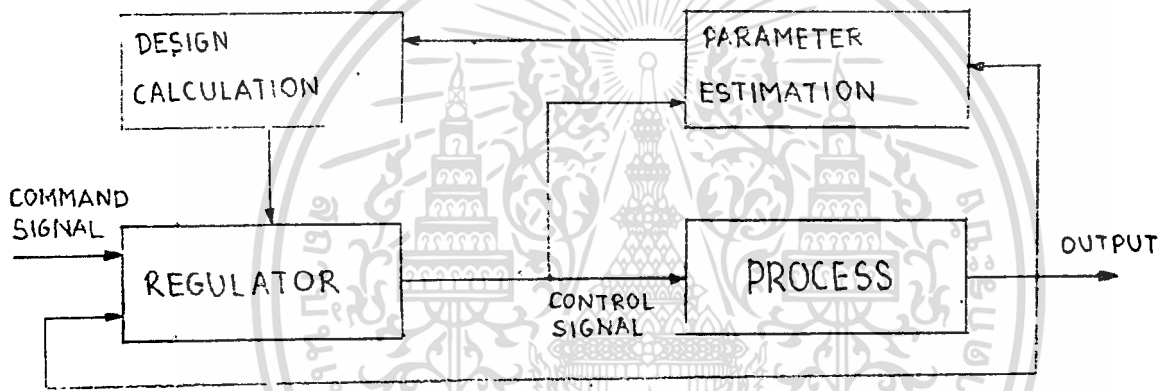 DESIGN
CALCULATION
PARAMETER
ESTIMATION
COMMAND
SIGNAL
REGULATOR
CONTROL
SIGNAL
PROCESS
OUTPUT